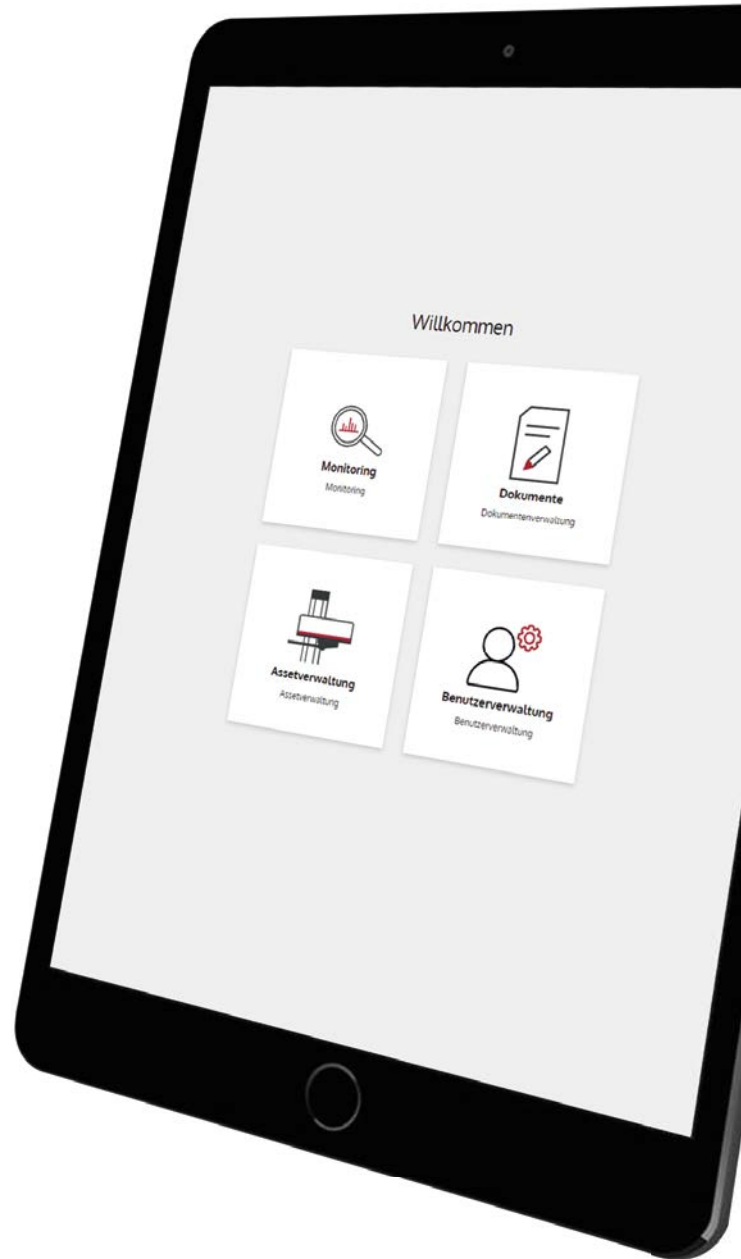 Willkommen
Monitoring
Monitoring
Dokumente
Dokumentenverwaltung
Assetverwaltung
Assetverwaltung
Benutzerverwaltung
Benutzerverwaltung